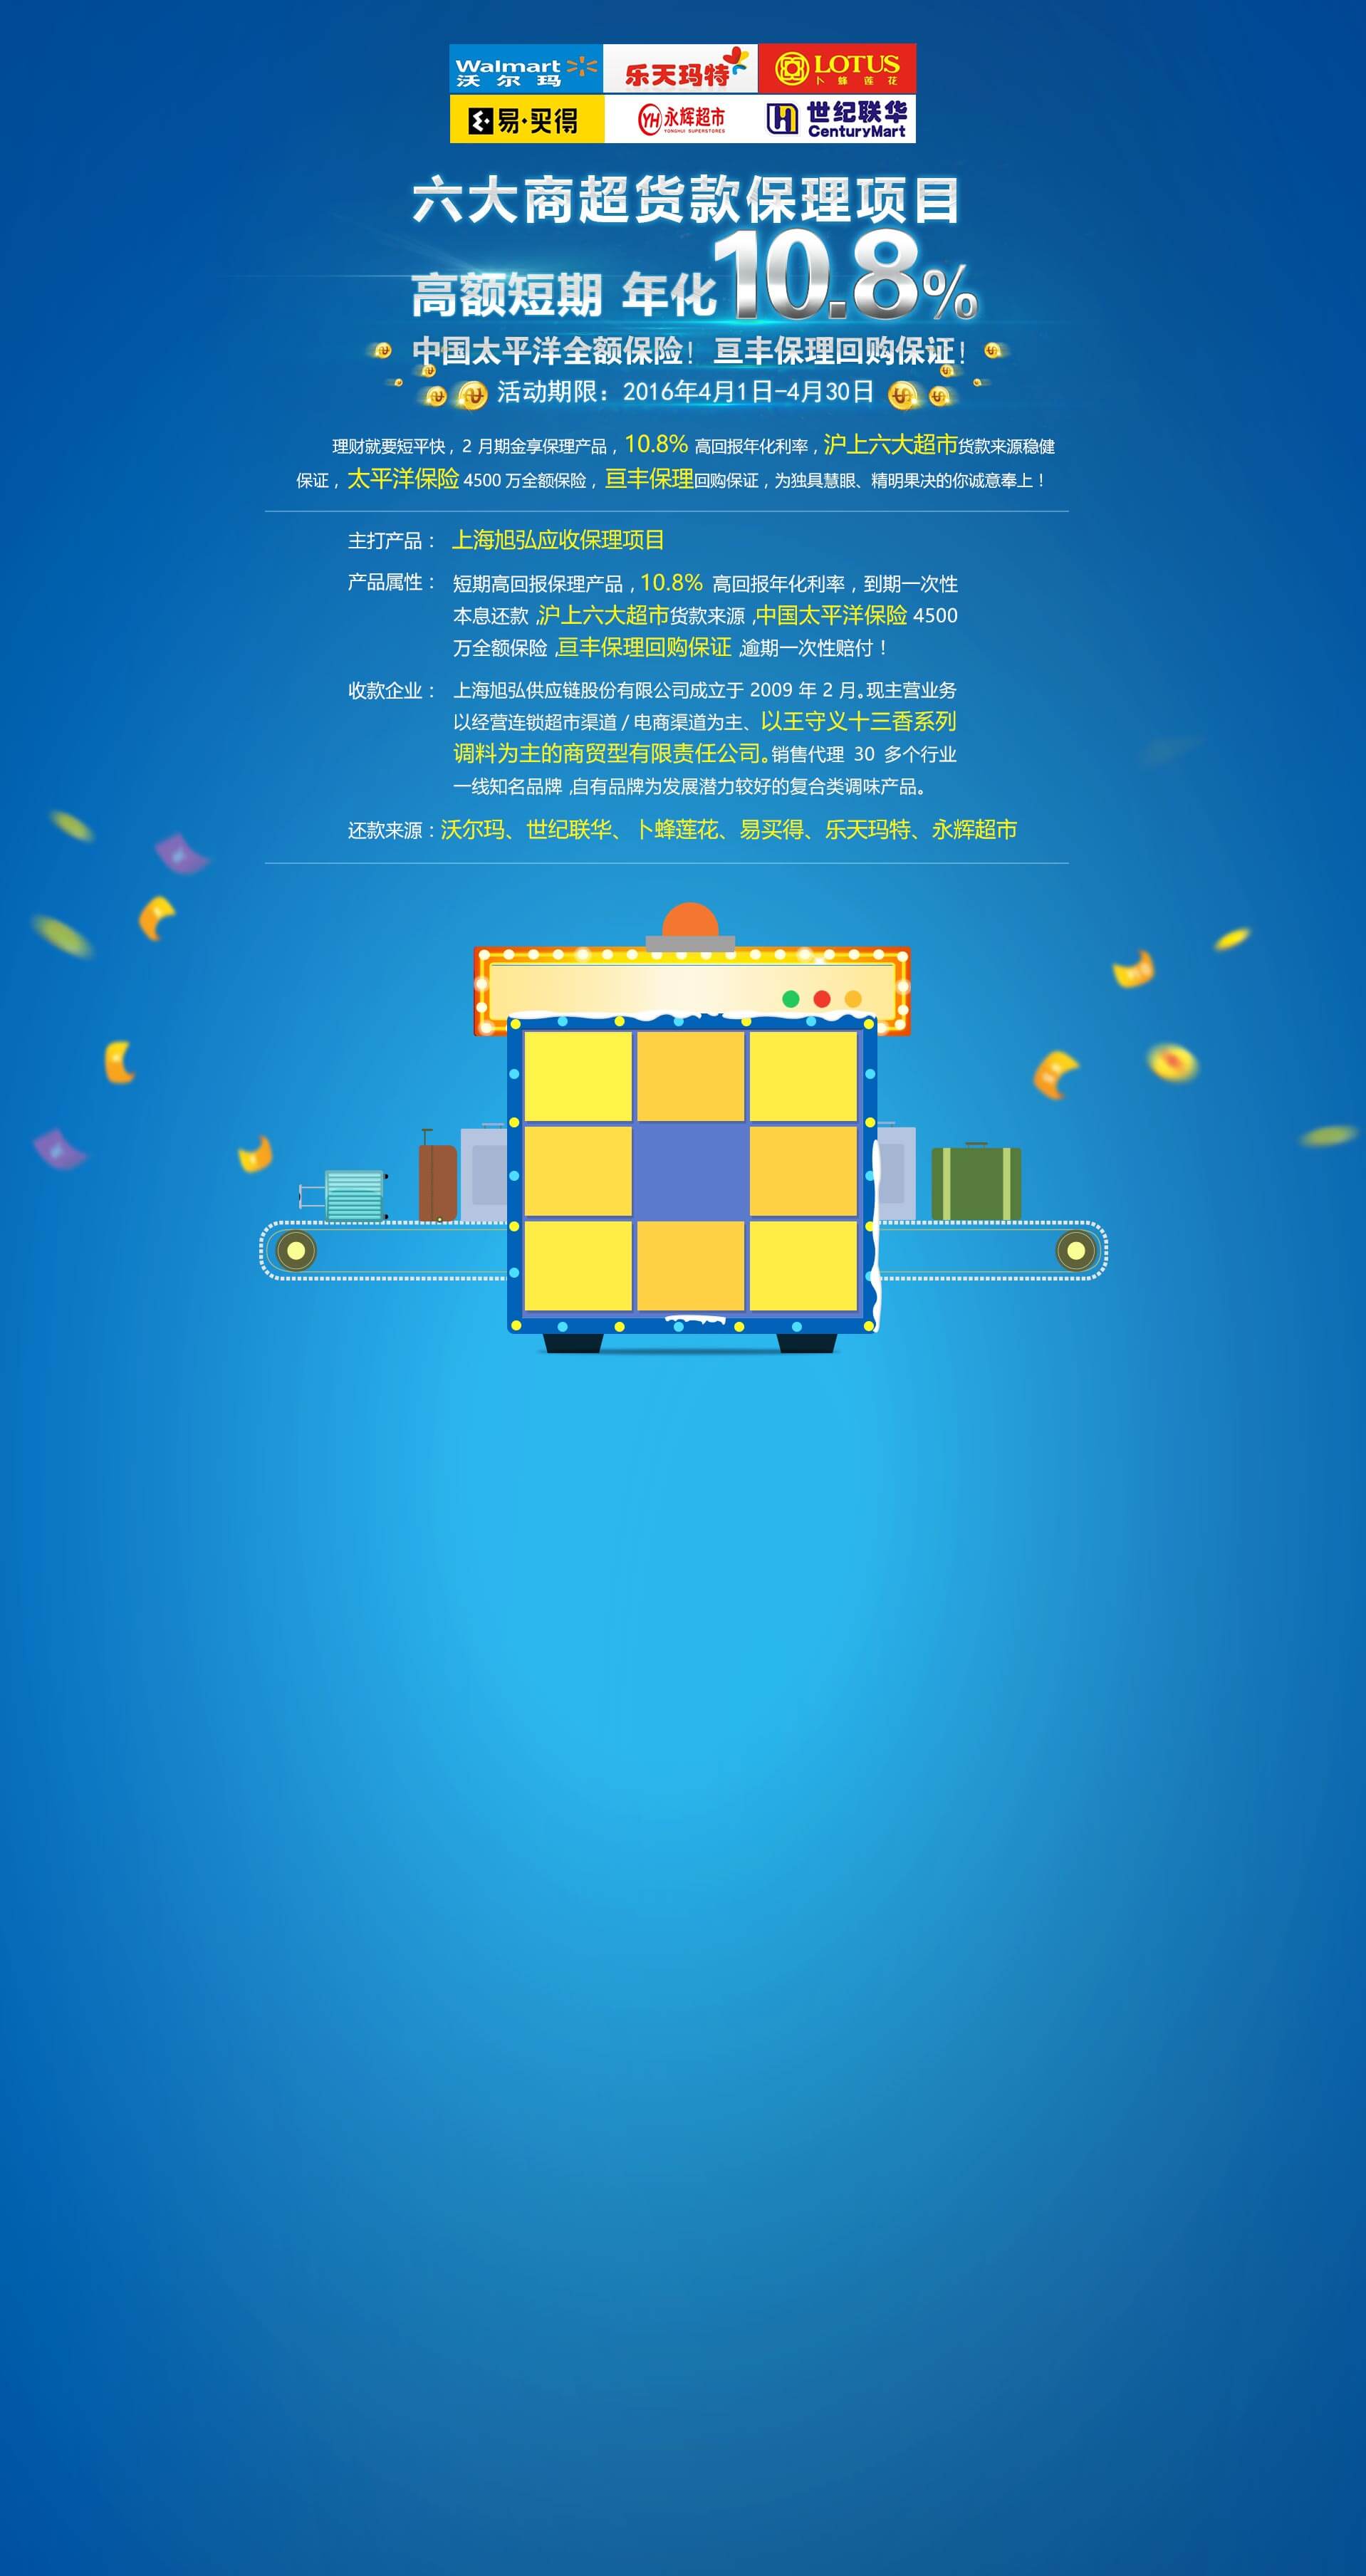 Walmart
沃尔玛
乐天玛特
LOTUS
卜蜂莲花
易·买得
YH 永辉超市
YONGHUI SUPERSTORES
世纪联华
CenturyMart
六大商超货款保理项目
高额短期 年化10.8%
中国太平洋全额保险！亘丰保理回购保证！
活动期限：2016年4月1日-4月30日
理财就要短平快，2 月期金享保理产品，10.8% 高回报年化利率，沪上六大超市货款来源稳健
保证，太平洋保险 4500 万全额保险，亘丰保理回购保证，为独具慧眼、精明果决的你诚意奉上！
主打产品： 上海旭弘应收保理项目
产品属性： 短期高回报保理产品，10.8% 高回报年化利率，到期一次性
本息还款，沪上六大超市货款来源，中国太平洋保险 4500
万全额保险，亘丰保理回购保证，逾期一次性赔付！
收款企业： 上海旭弘供应链股份有限公司成立于 2009 年 2 月。现主营业务
以经营连锁超市渠道 / 电商渠道为主、以王守义十三香系列
调料为主的商贸型有限责任公司。销售代理 30 多个行业
一线知名品牌，自有品牌为发展潜力较好的复合类调味产品。
还款来源：沃尔玛、世纪联华、卜蜂莲花、易买得、乐天玛特、永辉超市